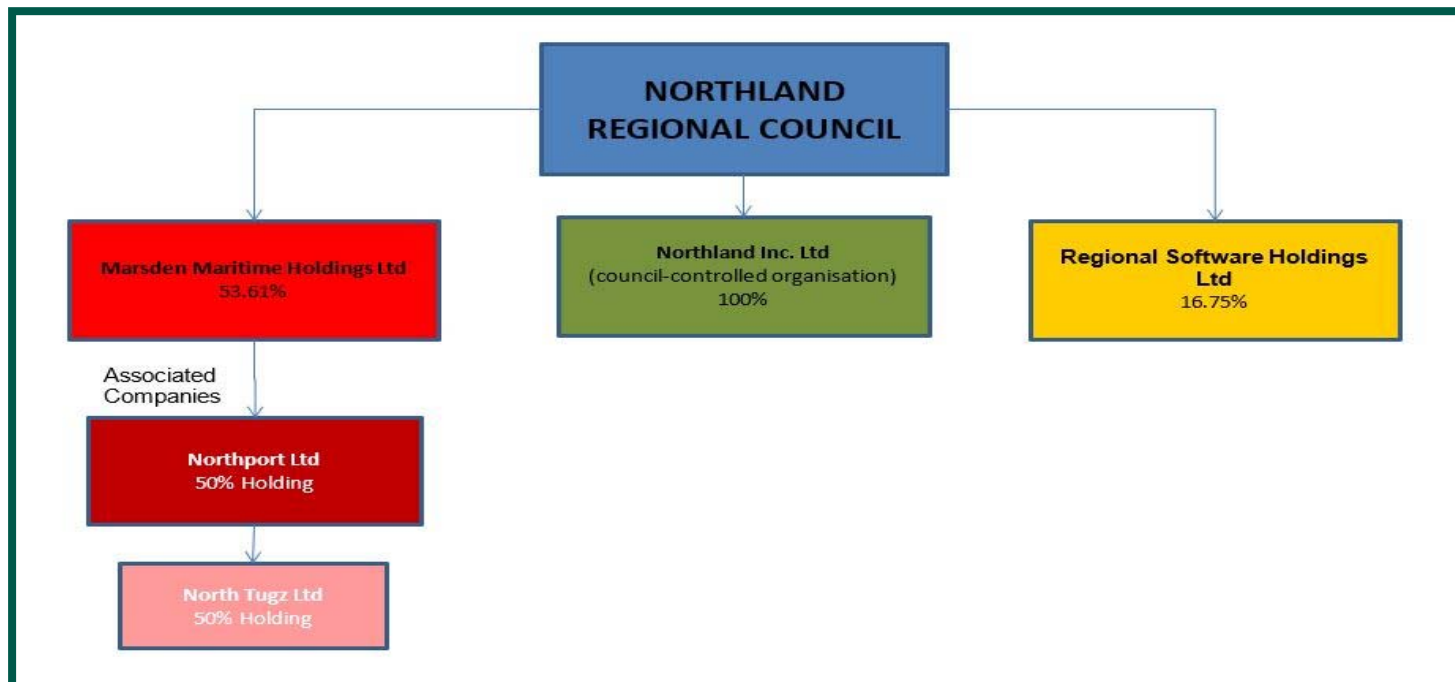 NORTHLAND
REGIONAL COUNCIL
Marsden Maritime Holdings Ltd
53.61%
Northland Inc. Ltd
(council-controlled organisation)
100%
Regional Software Holdings
Ltd
16.75%
Associated
Companies
Northport Ltd
50% Holding
North Tugz Ltd
50% Holding